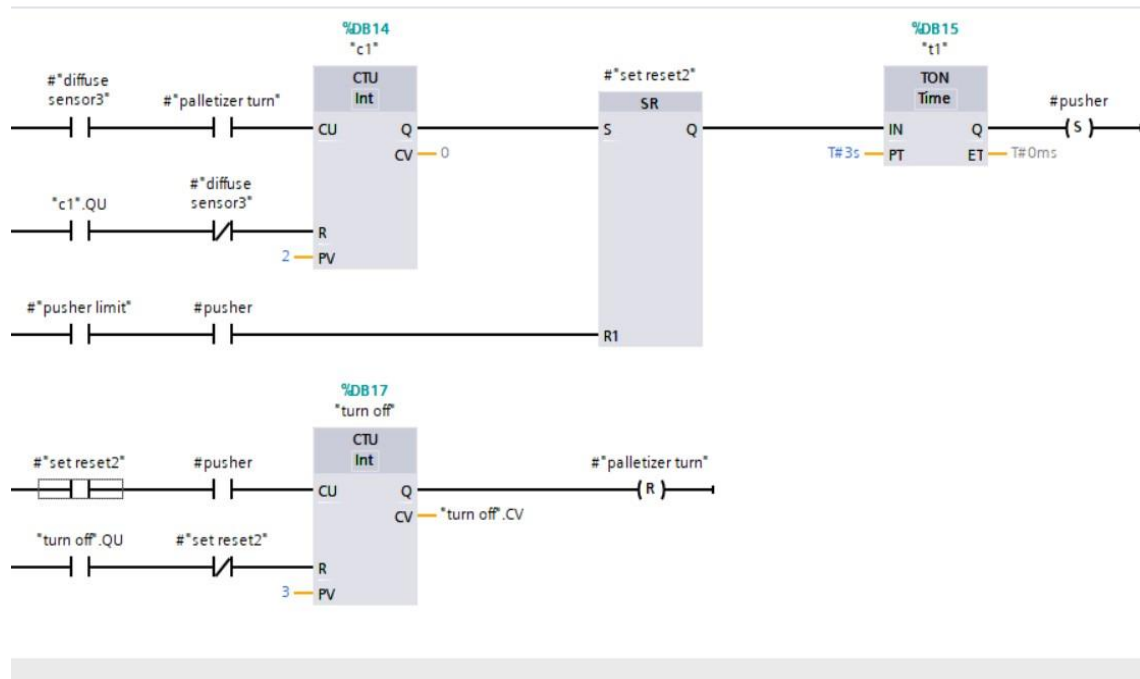 %DB14
"c1"
%DB15
"t1"
#"diffuse
sensor3"
#"palletizer turn"
CTU
Int
#"set reset2"
SR
TON
Time
#pusher
CU
Q
S
Q
IN
Q
( S )
CV
0
T#3s
PT
ET
T#0ms
"c1".QU
#"diffuse
sensor3"
R
2
PV
#"pusher limit"
#pusher
R1
%DB17
"turn off"
CTU
Int
#"set reset2"
#pusher
#"palletizer turn"
CU
Q
( R )
CV
"turn off".CV
"turn off".QU
#"set reset2"
R
3
PV